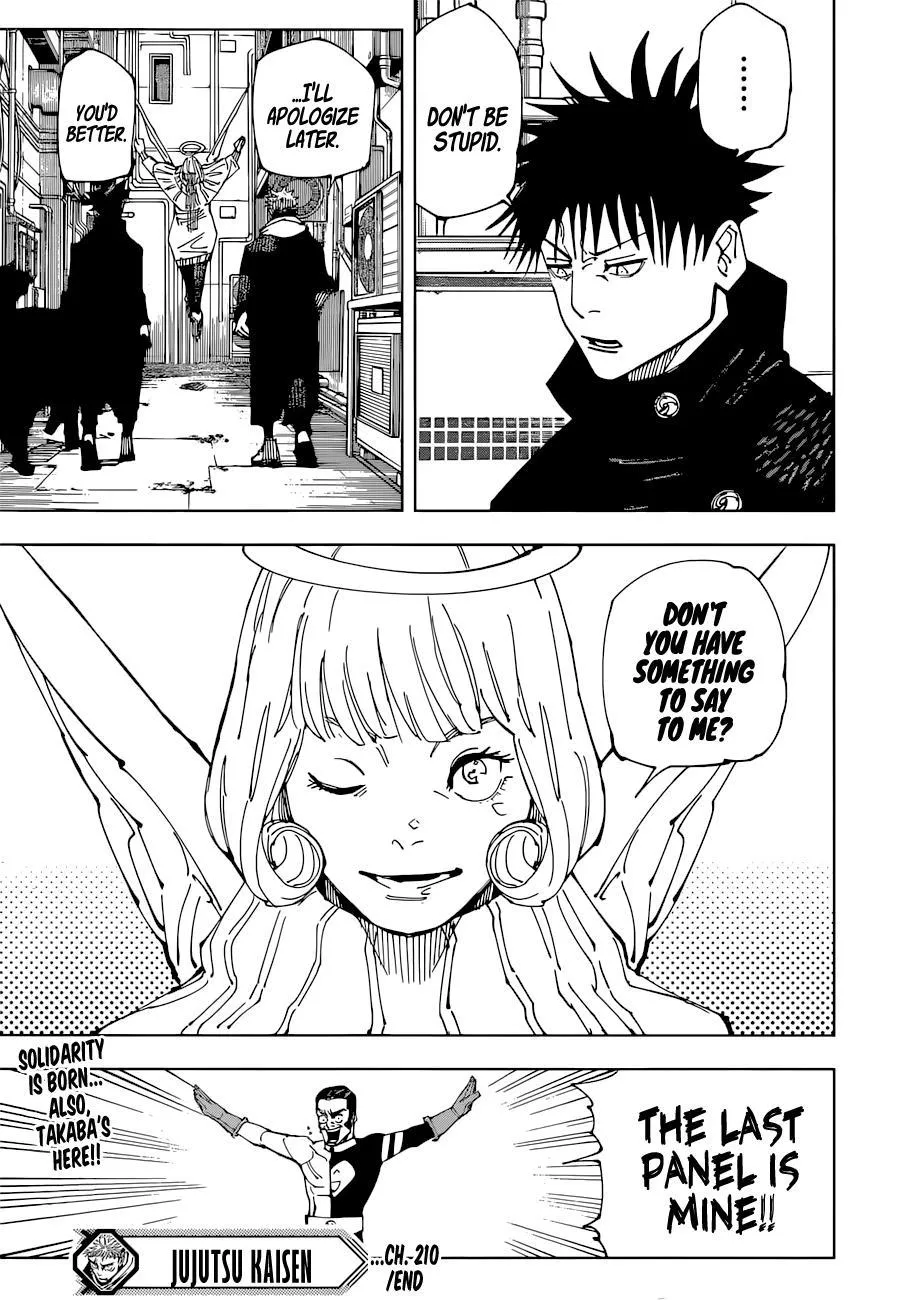 ......
DON'T BE
STUPID.
...I'LL
APOLOGIZE
LATER.
YOU'D
BETTER.
DON'T
YOU HAVE
SOMETHING
TO SAY
TO ME?
THE LAST
PANEL IS
MINE!!
SOLIDARITY
IS BORN...
ALSO,
TAKABA'S
HERE!!
JUJUTSU KAISEN
...CH. 210
/END